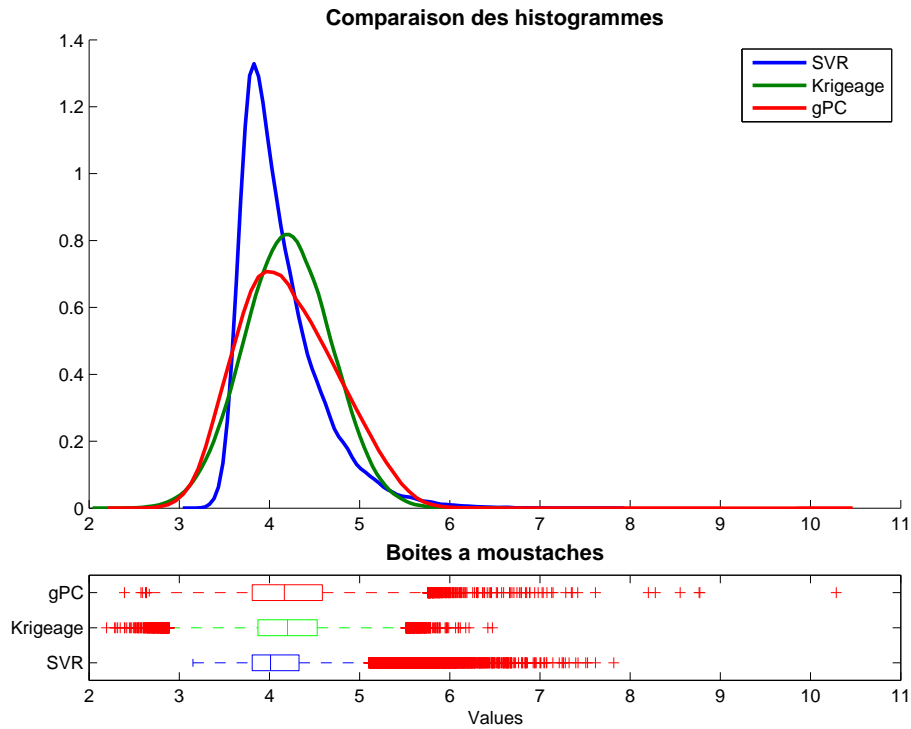 Comparaison des histogrammes
1.4
1.2
1
0.8
0.6
0.4
0.2
0
SVR
Krigeage
gPC
2 3 4 5 6 7 8 9 10 11
Boites a moustaches
gPC
Krigeage
SVR
2 3 4 5 6 7 8 9 10 11
Values